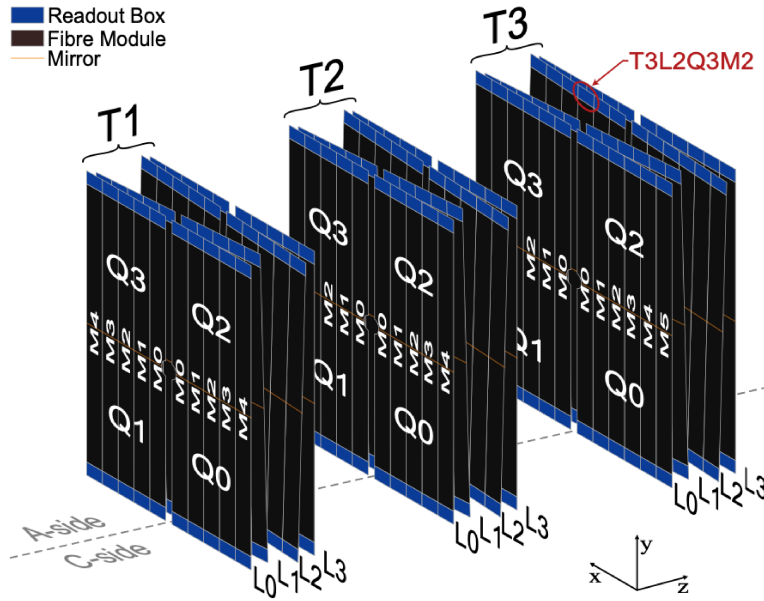 Readout Box
Fibre Module
Mirror
T1
T2
T3
T3L2Q3M2
Q3
Q2
Q1
Q0
M4
M3
M2
M1
M0
M0
M1
M2
M3
M4
L0
L1
L2
L3
Q3
Q2
Q1
Q0
M2
M1
M0
M0
M1
M2
M3
M4
L0
L1
L2
L3
Q3
Q2
Q1
Q0
M2
M1
M0
M0
M1
M2
M3
M4
M5
L0
L1
L2
L3
A-side
C-side
x
y
z